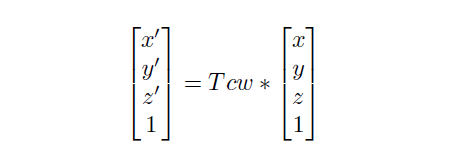 [x′ y′ z′ 1] = Tcw ∗ [x y z 1]